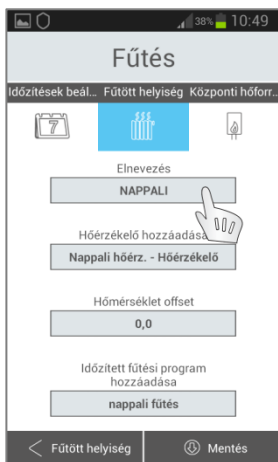 38% 10:49
Fűtés
Időzítések beál... Fűtött helyiség Központi hőforr...
7
Elnevezés
NAPPALI
Hőérzékelő hozzáadása
Nappali hőérz. - Hőérzékelő
Hőmérséklet offset
0,0
Időzített fűtési program
hozzáadása
nappali fűtés
Fűtött helyiség Mentés